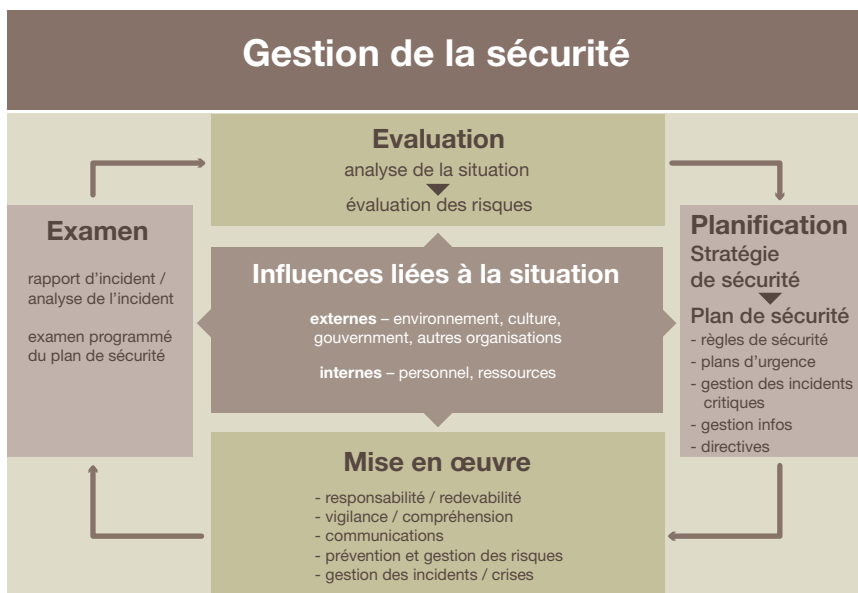 Gestion de la sécurité
Evaluation
analyse de la situation
évaluation des risques
Examen
rapport d'incident /
analyse de l'incident
examen programmé
du plan de sécurité
Influences liées à la situation
externes – environnement, culture,
gouvernment, autres organisations
internes – personnel, ressources
Planification
Stratégie
de sécurité
Plan de sécurité
- règles de sécurité
- plans d'urgence
- gestion des incidents
critiques
- gestion infos
- directives
Mise en œuvre
- responsabilité / redevabilité
- vigilance / compréhension
- communications
- prévention et gestion des risques
- gestion des incidents / crises